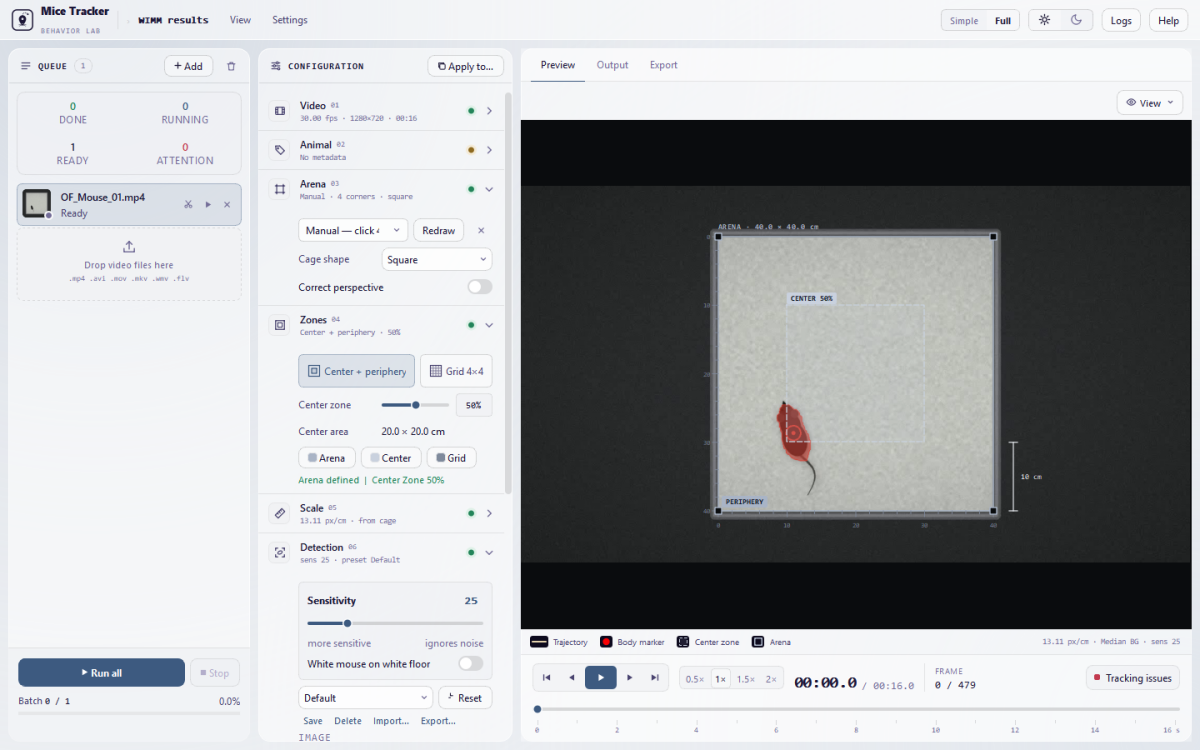 Mice Tracker
BEHAVIOR LAB
WIMM results
View
Settings
Simple Full
Logs
Help
QUEUE 1
+ Add
0 DONE
0 RUNNING
1 READY
0 ATTENTION
OF_Mouse_01.mp4
Ready
Drop video files here
.mp4 .avi .mov .mkv .wmv .flv
Run all
Stop
Batch 0 / 1
0.0%
CONFIGURATION
Apply to...
Video 01
30.00 fps · 1280×720 · 00:16
Animal 02
No metadata
Arena 03
Manual · 4 corners · square
Manual — click
Redraw
Cage shape
Square
Correct perspective
Zones 04
Center + periphery · 50%
Center + periphery
Grid 4×4
Center zone
50%
Center area
20.0 × 20.0 cm
Arena
Center
Grid
Arena defined | Center Zone 50%
Scale 05
13.11 px/cm · from cage
Detection 06
sens 25 · preset Default
Sensitivity
25
more sensitive
ignores noise
White mouse on white floor
Default
Reset
Save
Delete
Import...
Export...
IMAGE
Preview
Output
Export
View
ARENA · 40.0 × 40.0 cm
0
10
20
30
40
CENTER 50%
PERIPHERY
0 10 20 30 40
10 cm
Trajectory
Body marker
Center zone
Arena
13.11 px/cm · Median BG · sens 25
0.5× 1× 1.5× 2×
00:00.0 / 00:16.0
FRAME
0 / 479
Tracking issues
0 2 4 6 8 10 12 14 16 s